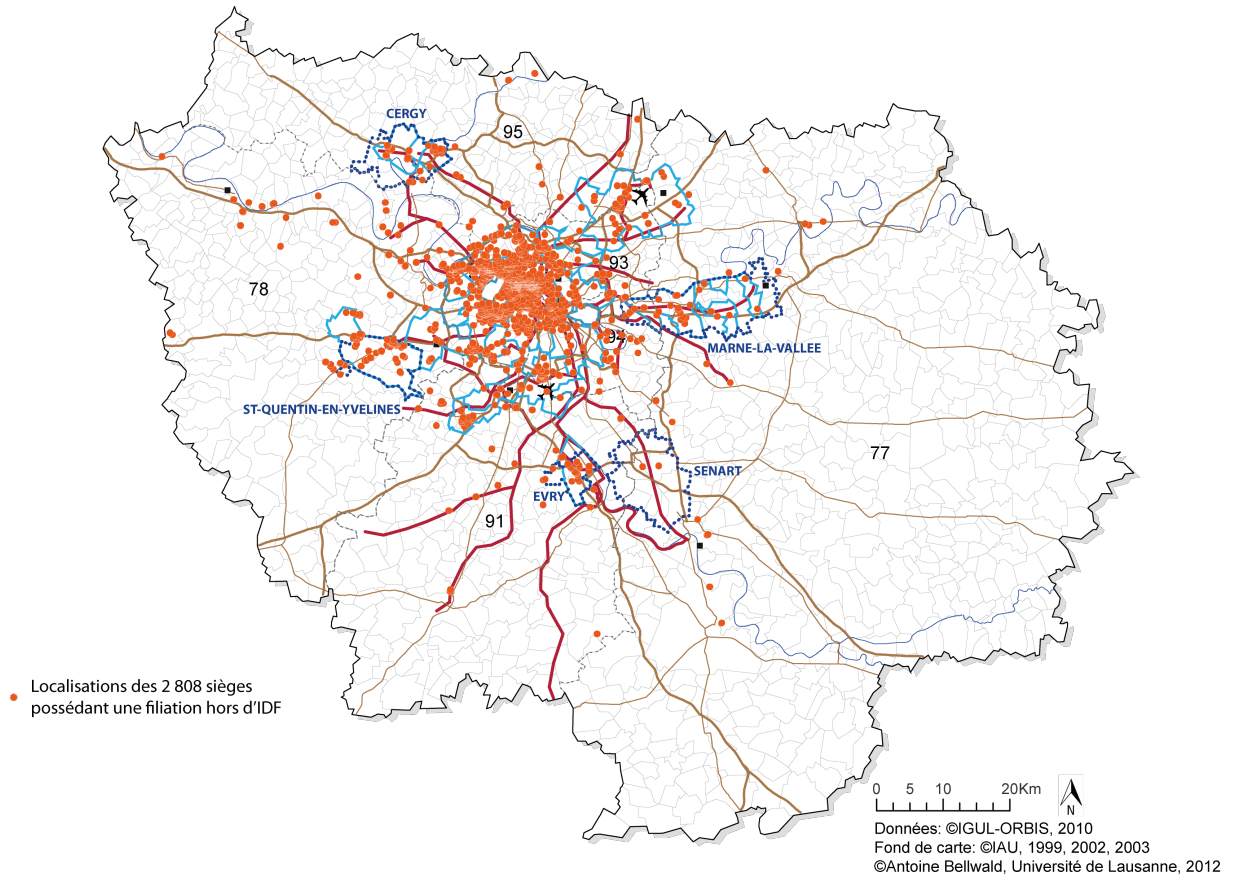 CERGY
95
93
78
94
MARNE-LA-VALLEE
ST-QUENTIN-EN-YVELINES
77
SENART
EVRY
91
Localisations des 2 808 sièges
possédant une filiation hors d'IDF
0 5 10 20Km
N
Données: ©IGUL-ORBIS, 2010
Fond de carte: ©IAU, 1999, 2002, 2003
©Antoine Bellwald, Université de Lausanne, 2012